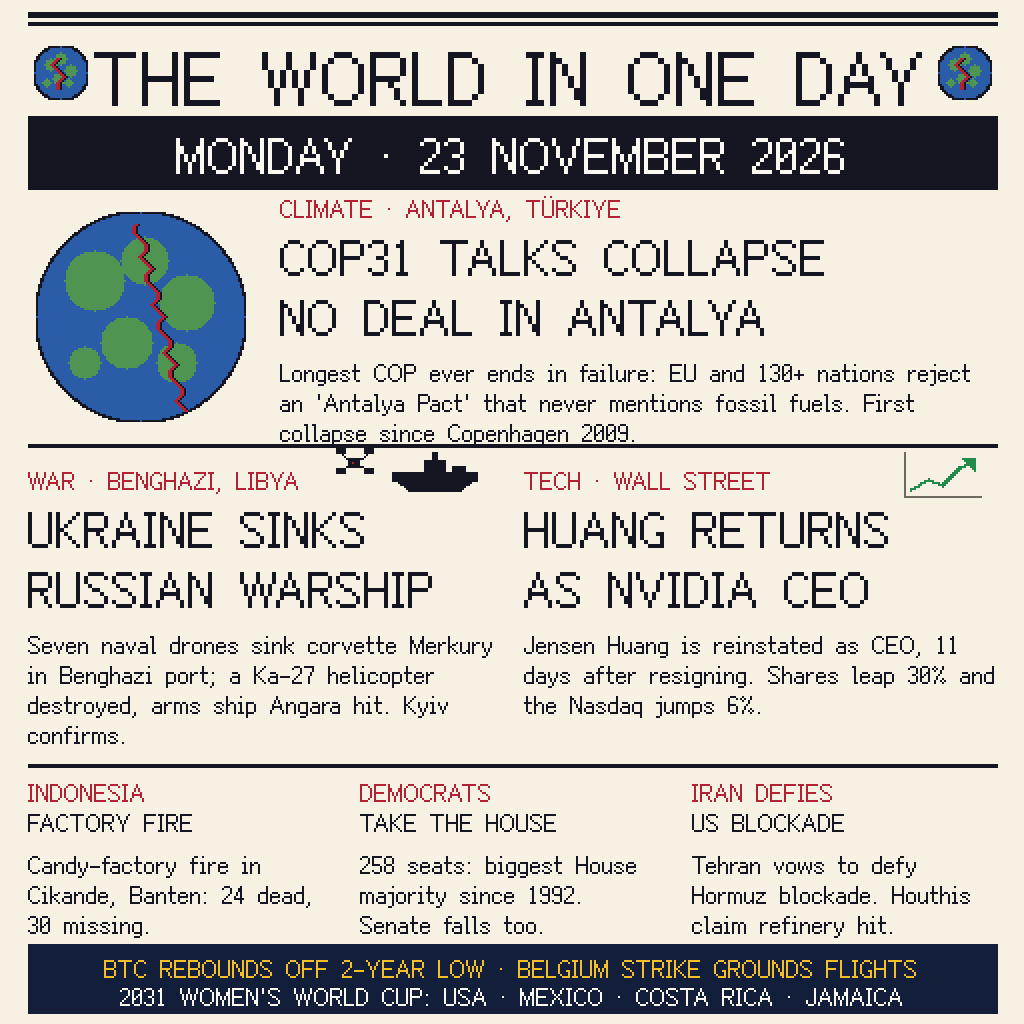 THE WORLD IN ONE DAY
MONDAY · 23 NOVEMBER 2026
CLIMATE · ANTALYA, TÜRKIYE
COP31 TALKS COLLAPSE
NO DEAL IN ANTALYA
Longest COP ever ends in failure: EU and 130+ nations reject
an 'Antalya Pact' that never mentions fossil fuels. First
collapse since Copenhagen 2009.
WAR · BENGHAZI, LIBYA
UKRAINE SINKS
RUSSIAN WARSHIP
Seven naval drones sink corvette Merkury
in Benghazi port; a Ka-27 helicopter
destroyed, arms ship Angara hit. Kyiv
confirms.
TECH · WALL STREET
HUANG RETURNS
AS NVIDIA CEO
Jensen Huang is reinstated as CEO, 11
days after resigning. Shares leap 30% and
the Nasdaq jumps 6%.
INDONESIA
FACTORY FIRE
Candy-factory fire in
Cikande, Banten: 24 dead,
30 missing.
DEMOCRATS
TAKE THE HOUSE
258 seats: biggest House
majority since 1992.
Senate falls too.
IRAN DEFIES
US BLOCKADE
Tehran vows to defy
Hormuz blockade. Houthis
claim refinery hit.
BTC REBOUNDS OFF 2-YEAR LOW · BELGIUM STRIKE GROUNDS FLIGHTS
2031 WOMEN'S WORLD CUP: USA · MEXICO · COSTA RICA · JAMAICA